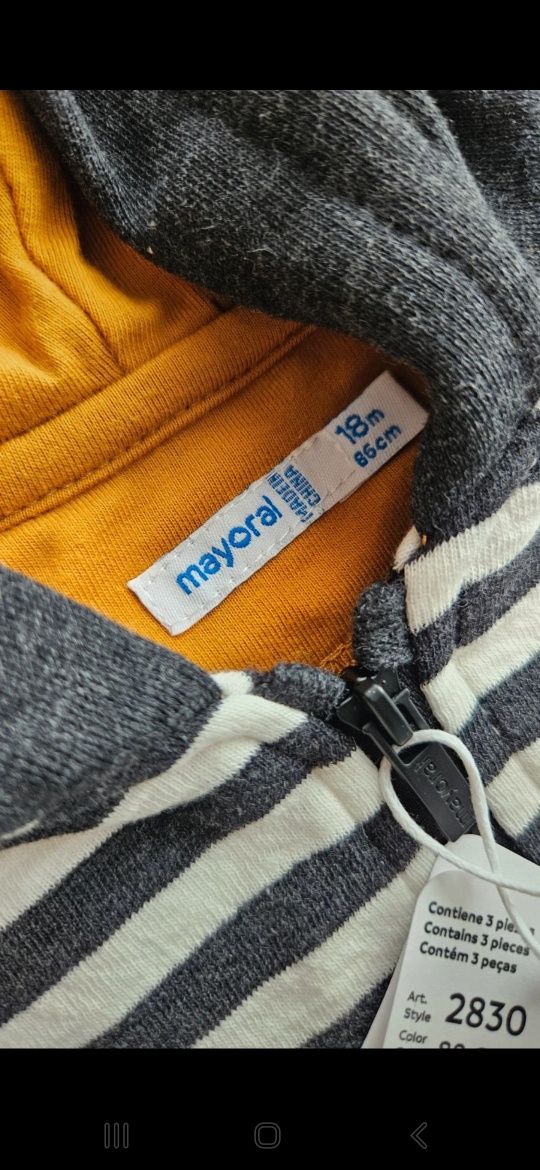 mayoral
MADE IN
CHINA
18m
86cm
mayoral
Contiene 3
Contains 3 pieces
Contém 3 peças
Art.
Style
2830
Color